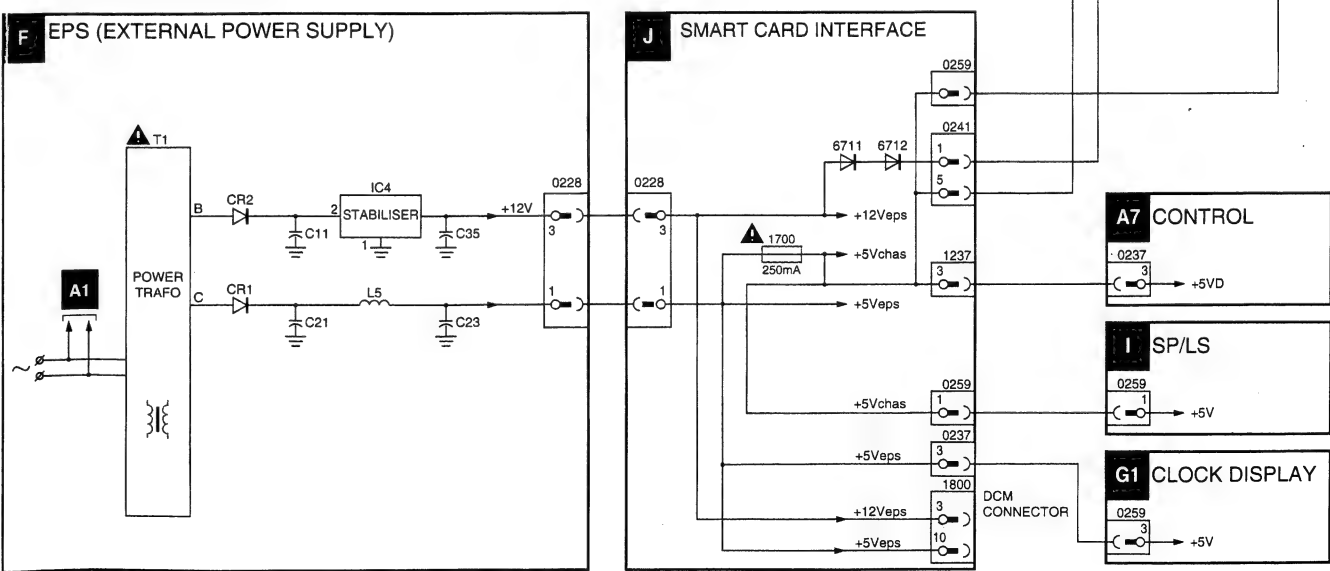 F EPS (EXTERNAL POWER SUPPLY)
T1
POWER
TRAFO
A1
~
B
CR2
C11
2
IC4
STABILISER
1
C35
+12V
0228
3
C
CR1
C21
L5
C23
1
J SMART CARD INTERFACE
0228
3
1
0259
6711 6712
0241
1
5
+12Veps
1700
250mA
+5Vchas
1237
3
+5Veps
+5Vchas
0259
1
+5Veps
0237
3
1800
DCM
CONNECTOR
+12Veps
3
+5Veps
10
A7 CONTROL
0237
3
+5VD
I SP/LS
0259
1
+5V
G1 CLOCK DISPLAY
0259
3
+5V